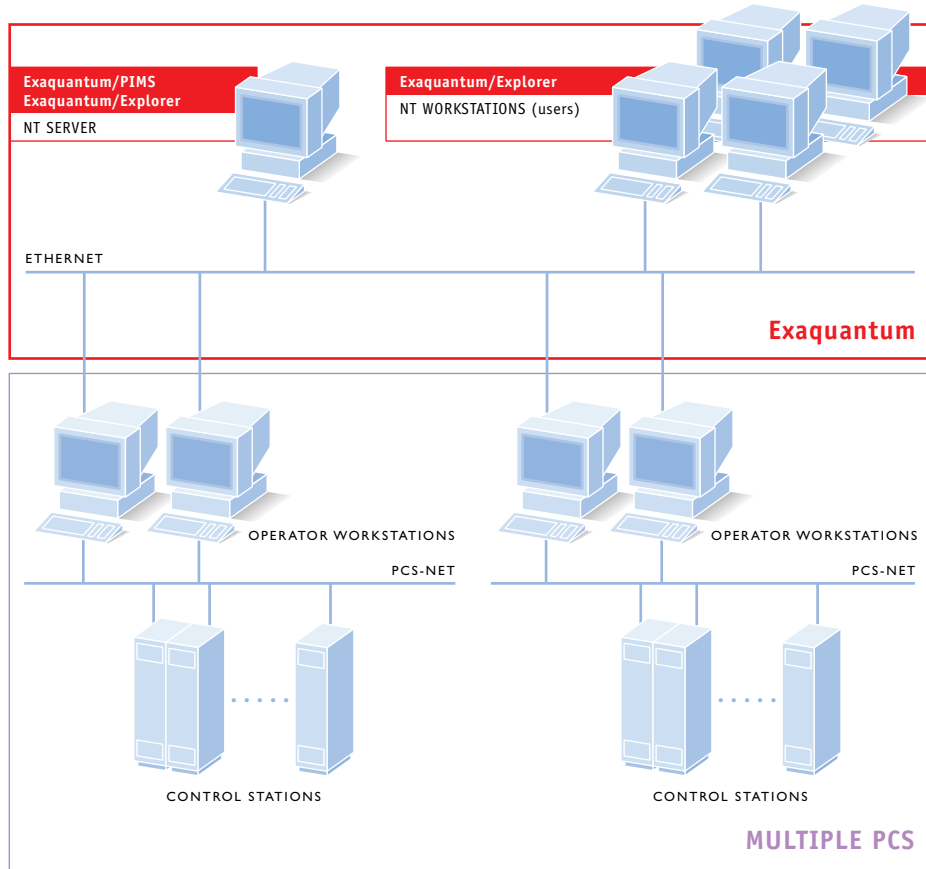 Exaquantum/PIMS
Exaquantum/Explorer
NT SERVER
Exaquantum/Explorer
NT WORKSTATIONS (users)
ETHERNET
Exaquantum
OPERATOR WORKSTATIONS
OPERATOR WORKSTATIONS
PCS-NET
PCS-NET
CONTROL STATIONS
CONTROL STATIONS
MULTIPLE PCS